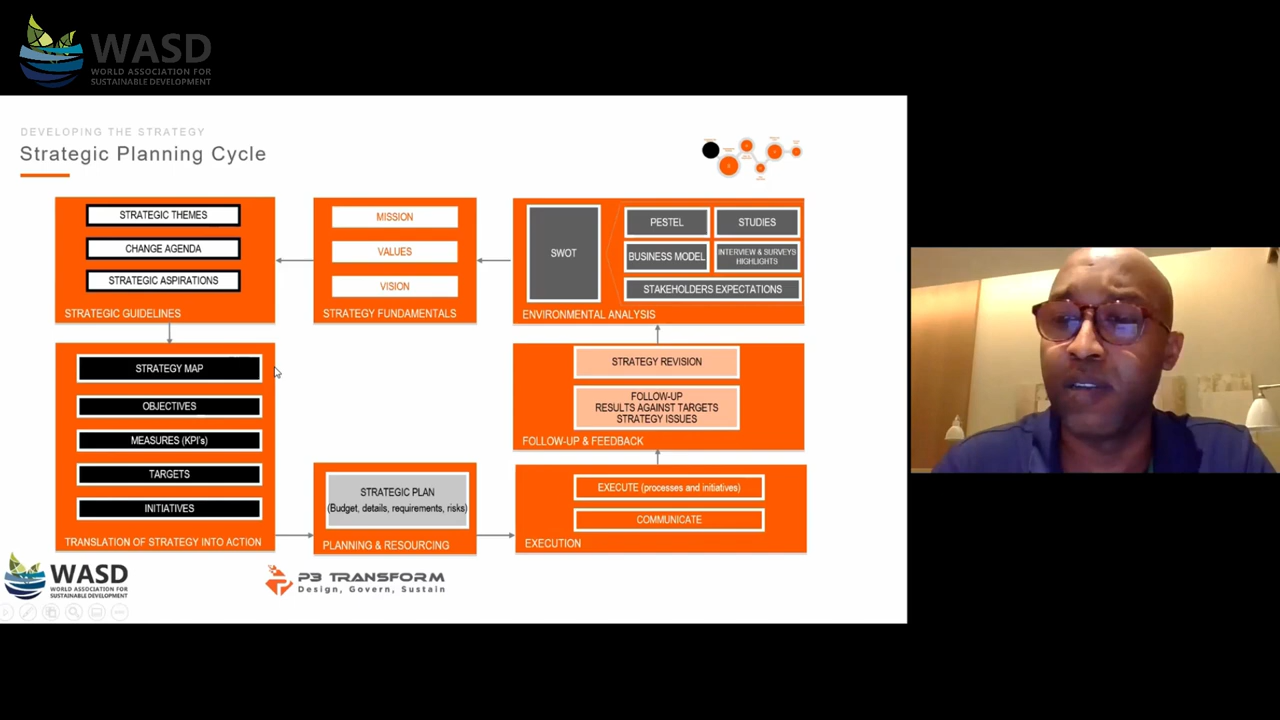 WASD
WORLD ASSOCIATION FOR
SUSTAINABLE DEVELOPMENT
DEVELOPING THE STRATEGY
Strategic Planning Cycle
STRATEGIC THEMES
CHANGE AGENDA
STRATEGIC ASPIRATIONS
STRATEGIC GUIDELINES
MISSION
VALUES
VISION
STRATEGY FUNDAMENTALS
SWOT
PESTEL
STUDIES
BUSINESS MODEL
INTERVIEW & SURVEYS
HIGHLIGHTS
STAKEHOLDERS EXPECTATIONS
ENVIRONMENTAL ANALYSIS
STRATEGY MAP
OBJECTIVES
MEASURES (KPI's)
TARGETS
INITIATIVES
TRANSLATION OF STRATEGY INTO ACTION
STRATEGIC PLAN
(Budget, details, requirements, risks)
PLANNING & RESOURCING
STRATEGY REVISION
FOLLOW-UP
RESULTS AGAINST TARGETS
STRATEGY ISSUES
FOLLOW-UP & FEEDBACK
EXECUTE (processes and initiatives)
COMMUNICATE
EXECUTION
WASD
WORLD ASSOCIATION FOR
SUSTAINABLE DEVELOPMENT
P3 TRANSFORM
Design, Govern, Sustain